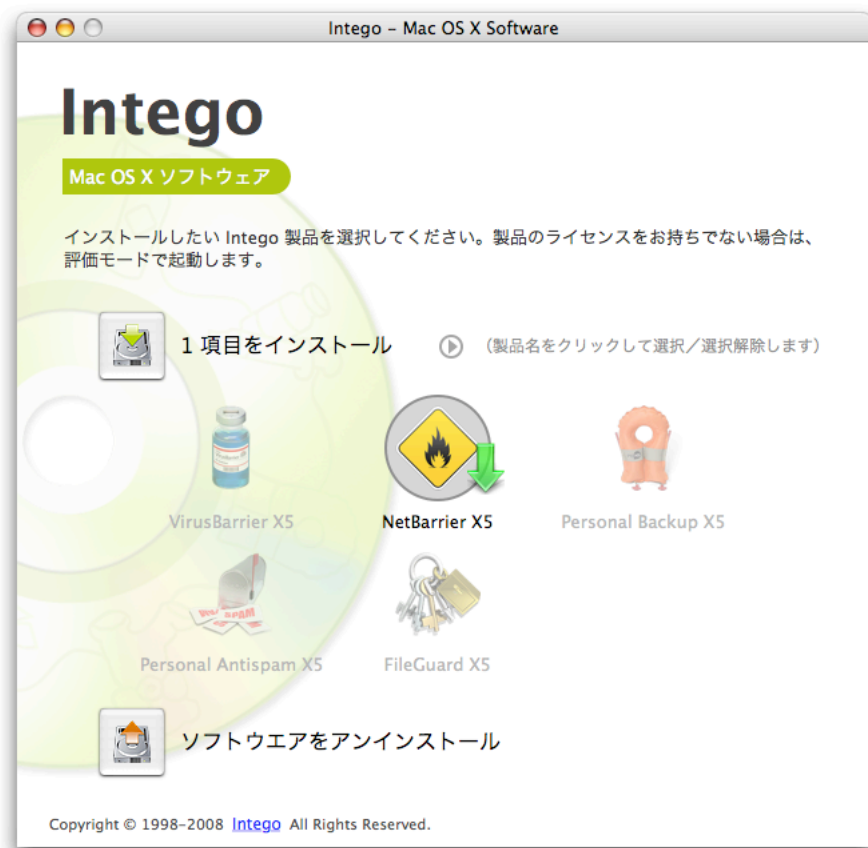 Intego – Mac OS X Software
Intego
Mac OS X ソフトウェア
インストールしたい Intego 製品を選択してください。製品のライセンスをお持ちでない場合は、
評価モードで起動します。
1 項目をインストール
（製品名をクリックして選択／選択解除します）
VirusBarrier X5
NetBarrier X5
Personal Backup X5
SPAM
Personal Antispam X5
FileGuard X5
ソフトウエアをアンインストール
Copyright © 1998–2008 Intego All Rights Reserved.